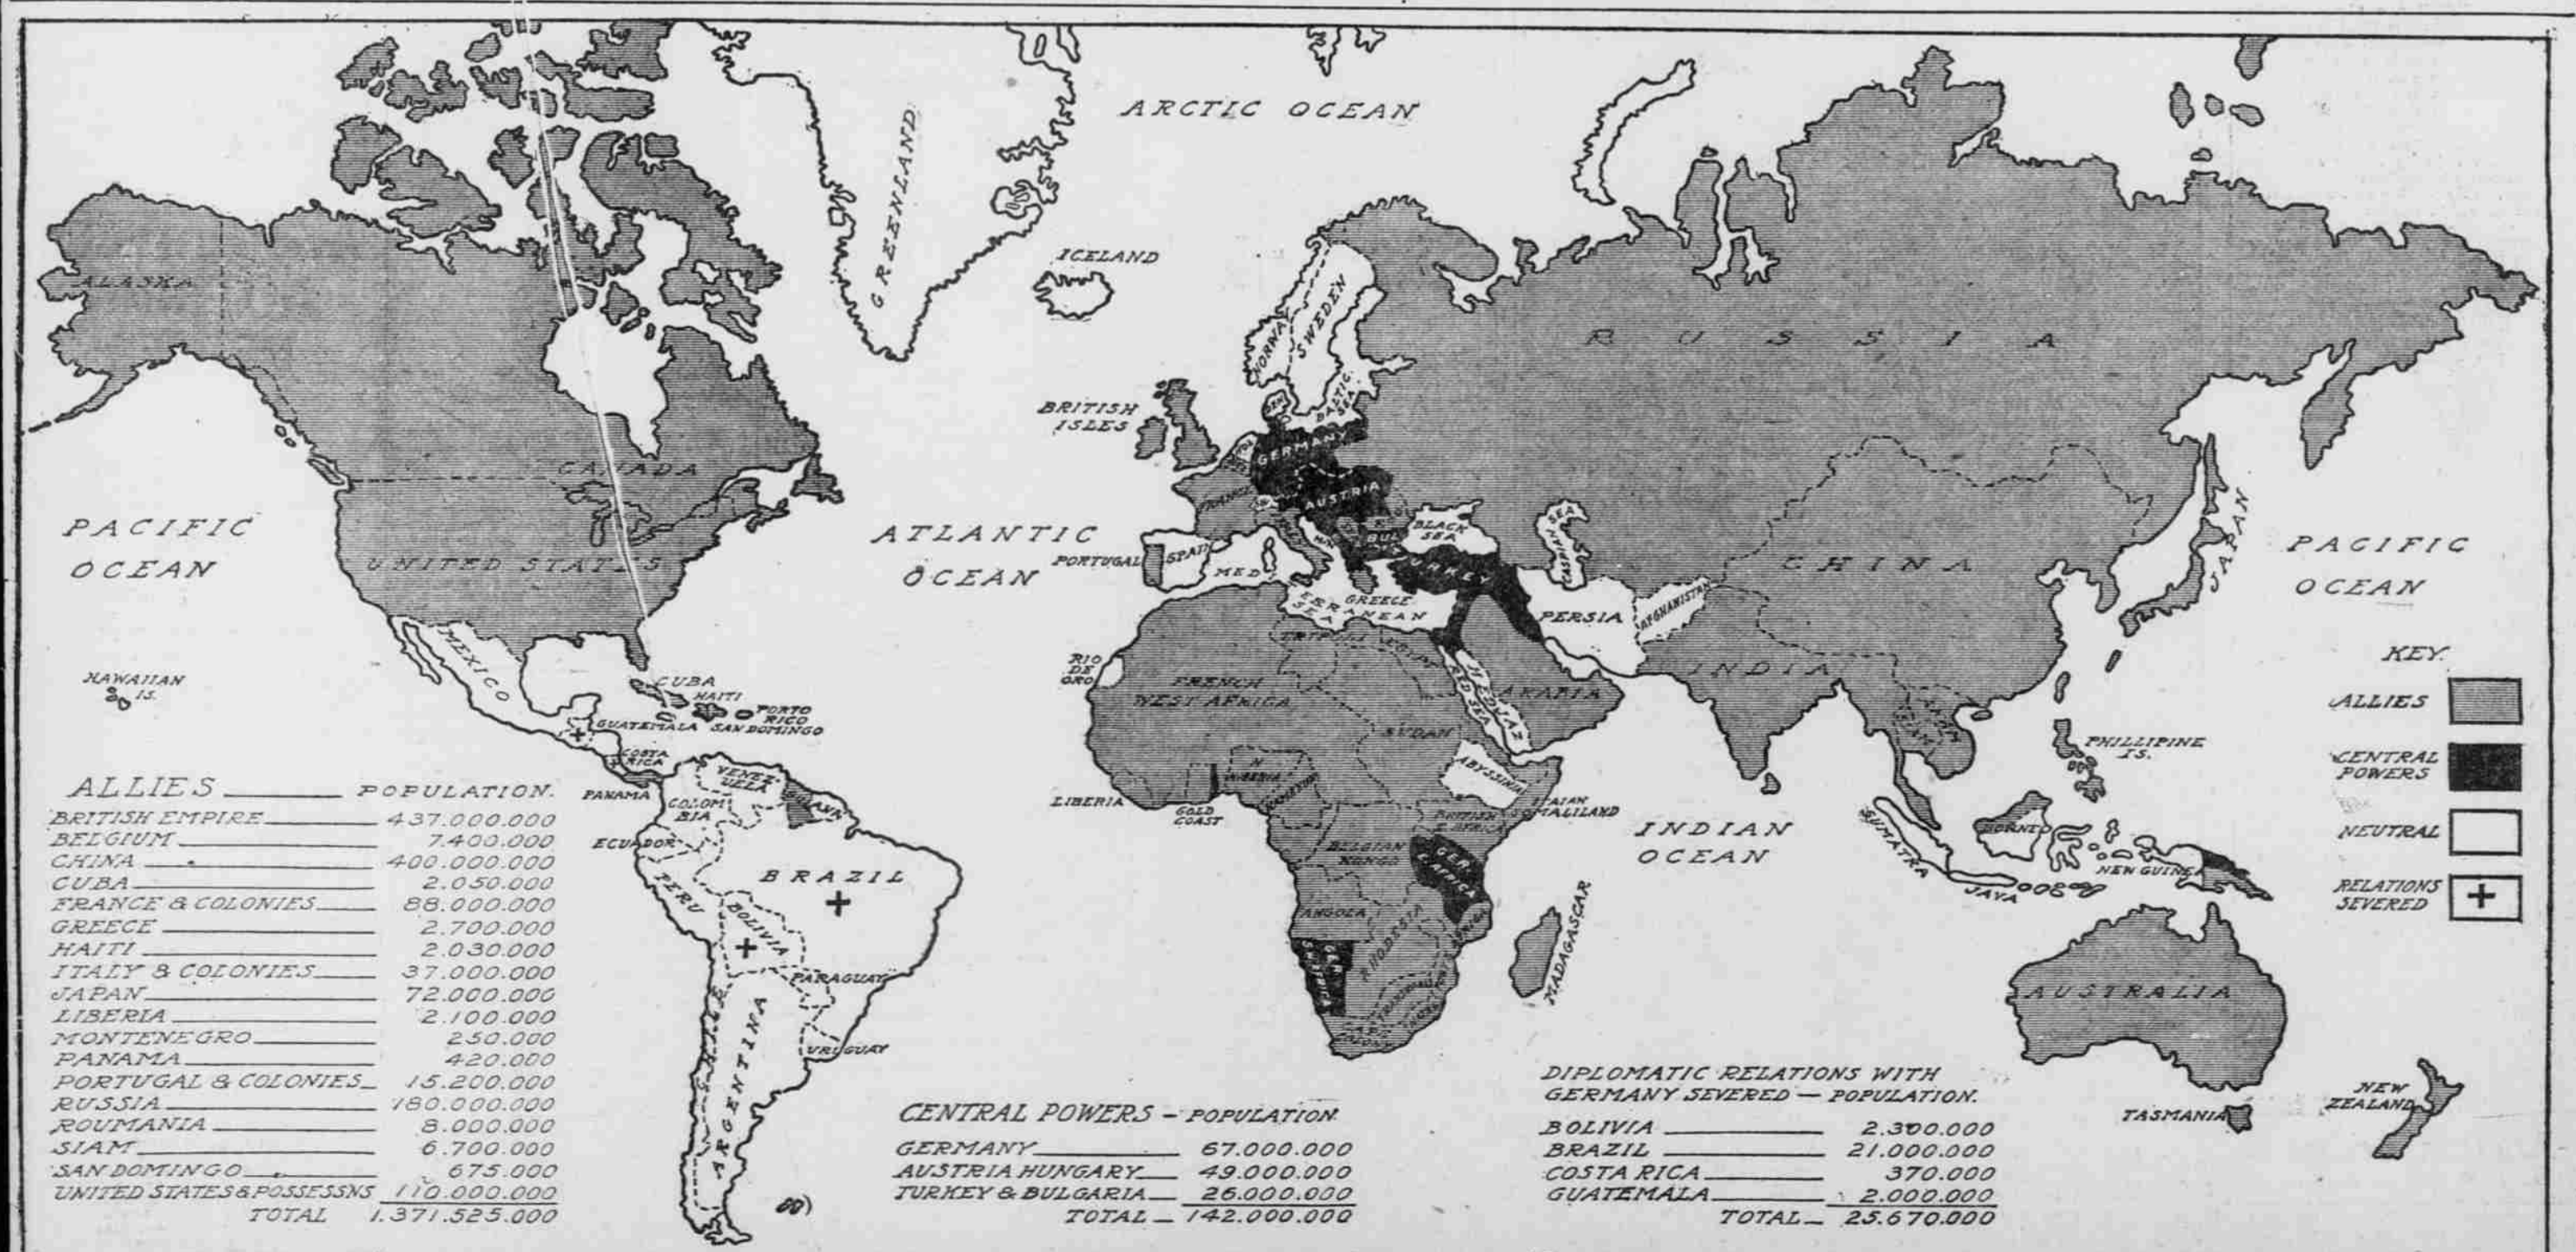 ARCTIC OCEAN
GREENLAND
ICELAND
ALASKA
CANADA
UNITED STATES
MEXICO
PACIFIC
OCEAN
HAWAIIAN
IS.
CUBA
HAITI
PORTO
RICO
SAN DOMINGO
GUATEMALA
COSTA
RICA
PANAMA
VENEZ-
UELA
GUIANA
COLOM
BIA
ECUADOR
PERU
BRAZIL
BOLIVIA
PARAGUAY
CHILE
ARGENTINA
URUGUAY
ATLANTIC
OCEAN
BRITISH
ISLES
NORWAY
SWEDEN
DEN
BALTIC
SEA
GERMANY
FRANCE
AUSTRIA
PORTUGAL
SPAIN
BUL
BLACK
SEA
TURKEY
GREECE
MED
ERRANEAN
SEA
CASPIAN SEA
PERSIA
AFGHANISTAN
RUSSIA
CHINA
INDIA
SIAM
JAPAN
PACIFIC
OCEAN
RIO
DE
ORO
FRENCH
WEST AFRICA
TRIPOLI
EGYPT
RED SEA
HEDJAZ
ARABIA
SUDAN
ABYSSINIA
LIBERIA
GOLD
COAST
N
NIGERIA
KAMERUN
ITALIAN
SOMALILAND
BRITISH
E AFRICA
BELGIAN
KONGO
GER
E AFRICA
ANGOLA
RHODESIA
MADAGASCAR
INDIAN
OCEAN
SUMATRA
BORNEO
JAVA
NEW GUINEA
PHILLIPINE
IS.
AUSTRALIA
TASMANIA
NEW
ZEALAND
KEY.
ALLIES
CENTRAL
POWERS
NEUTRAL
RELATIONS
SEVERED +
ALLIES POPULATION.
BRITISH EMPIRE 437.000.000
BELGIUM 7.400.000
CHINA 400.000.000
CUBA 2.050.000
FRANCE & COLONIES 88.000.000
GREECE 2.700.000
HAITI 2.030.000
ITALY & COLONIES 37.000.000
JAPAN 72.000.000
LIBERIA 2.100.000
MONTENEGRO 250.000
PANAMA 420.000
PORTUGAL & COLONIES 15.200.000
RUSSIA 180.000.000
ROUMANIA 8.000.000
SIAM 6.700.000
SAN DOMINGO 675.000
UNITED STATES & POSSESSNS 110.000.000
TOTAL 1.371.525.000
CENTRAL POWERS - POPULATION.
GERMANY 67.000.000
AUSTRIA HUNGARY 49.000.000
TURKEY & BULGARIA 26.000.000
TOTAL 142.000.000
DIPLOMATIC RELATIONS WITH
GERMANY SEVERED - POPULATION.
BOLIVIA 2.300.000
BRAZIL 21.000.000
COSTA RICA 370.000
GUATEMALA 2.000.000
TOTAL 25.670.000